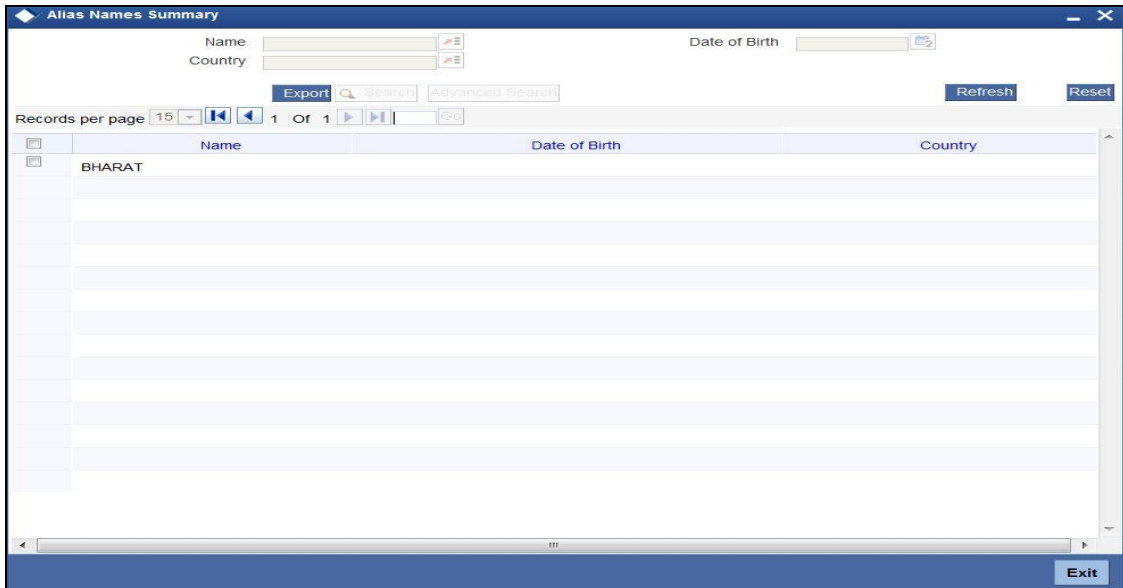 Alias Names Summary
Name Date of Birth
Country
Export Search Advanced Search Refresh Reset
Records per page 15 1 Of 1 Go
Name Date of Birth Country
BHARAT
Exit